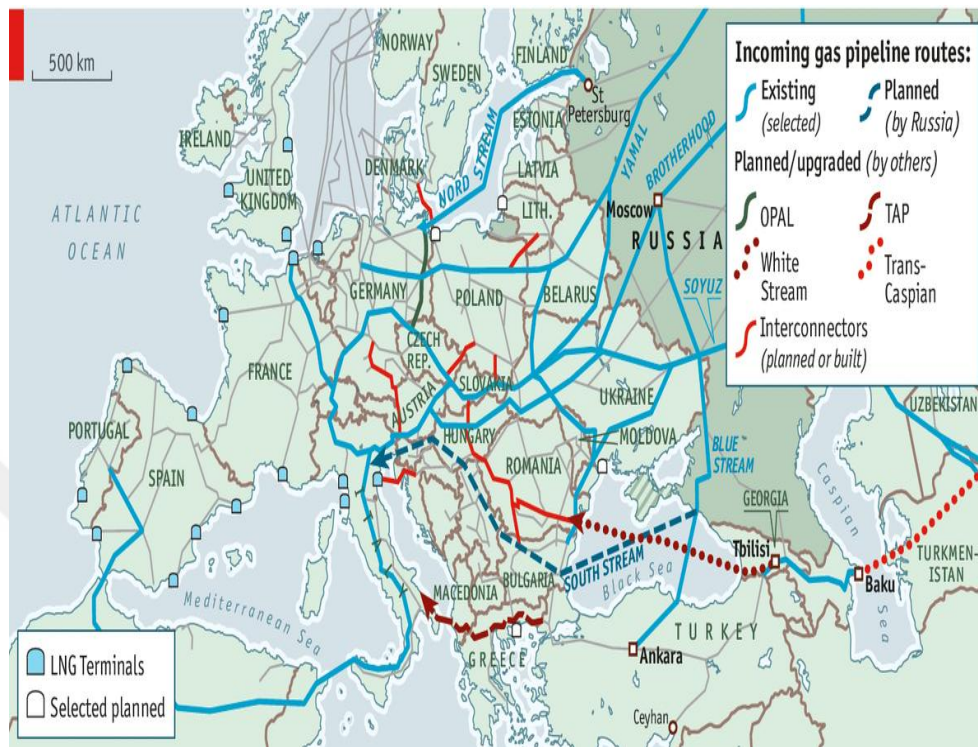 500 km
NORWAY
SWEDEN
FINLAND
St
Petersburg
ESTONIA
LATVIA
LITH.
NORD STREAM
YAMAL
BROTHERHOOD
Moscow
RUSSIA
SOYUZ
IRELAND
UNITED
KINGDOM
DENMARK
ATLANTIC
OCEAN
GERMANY
POLAND
BELARUS
CZECH
REP.
FRANCE
SLOVAKIA
AUSTRIA
UKRAINE
HUNGARY
MOLDOVA
ROMANIA
BLUE
STREAM
PORTUGAL
SPAIN
GEORGIA
Tbilisi
Caspian
Sea
Baku
UZBEKISTAN
TURKMEN-
ISTAN
SOUTH STREAM
Black Sea
BULGARIA
MACEDONIA
Mediterranean Sea
GREECE
TURKEY
Ankara
Ceyhan
Incoming gas pipeline routes:
Existing
(selected)
Planned
(by Russia)
Planned/upgraded (by others)
OPAL
TAP
White
Stream
Trans-
Caspian
Interconnectors
(planned or built)
LNG Terminals
Selected planned